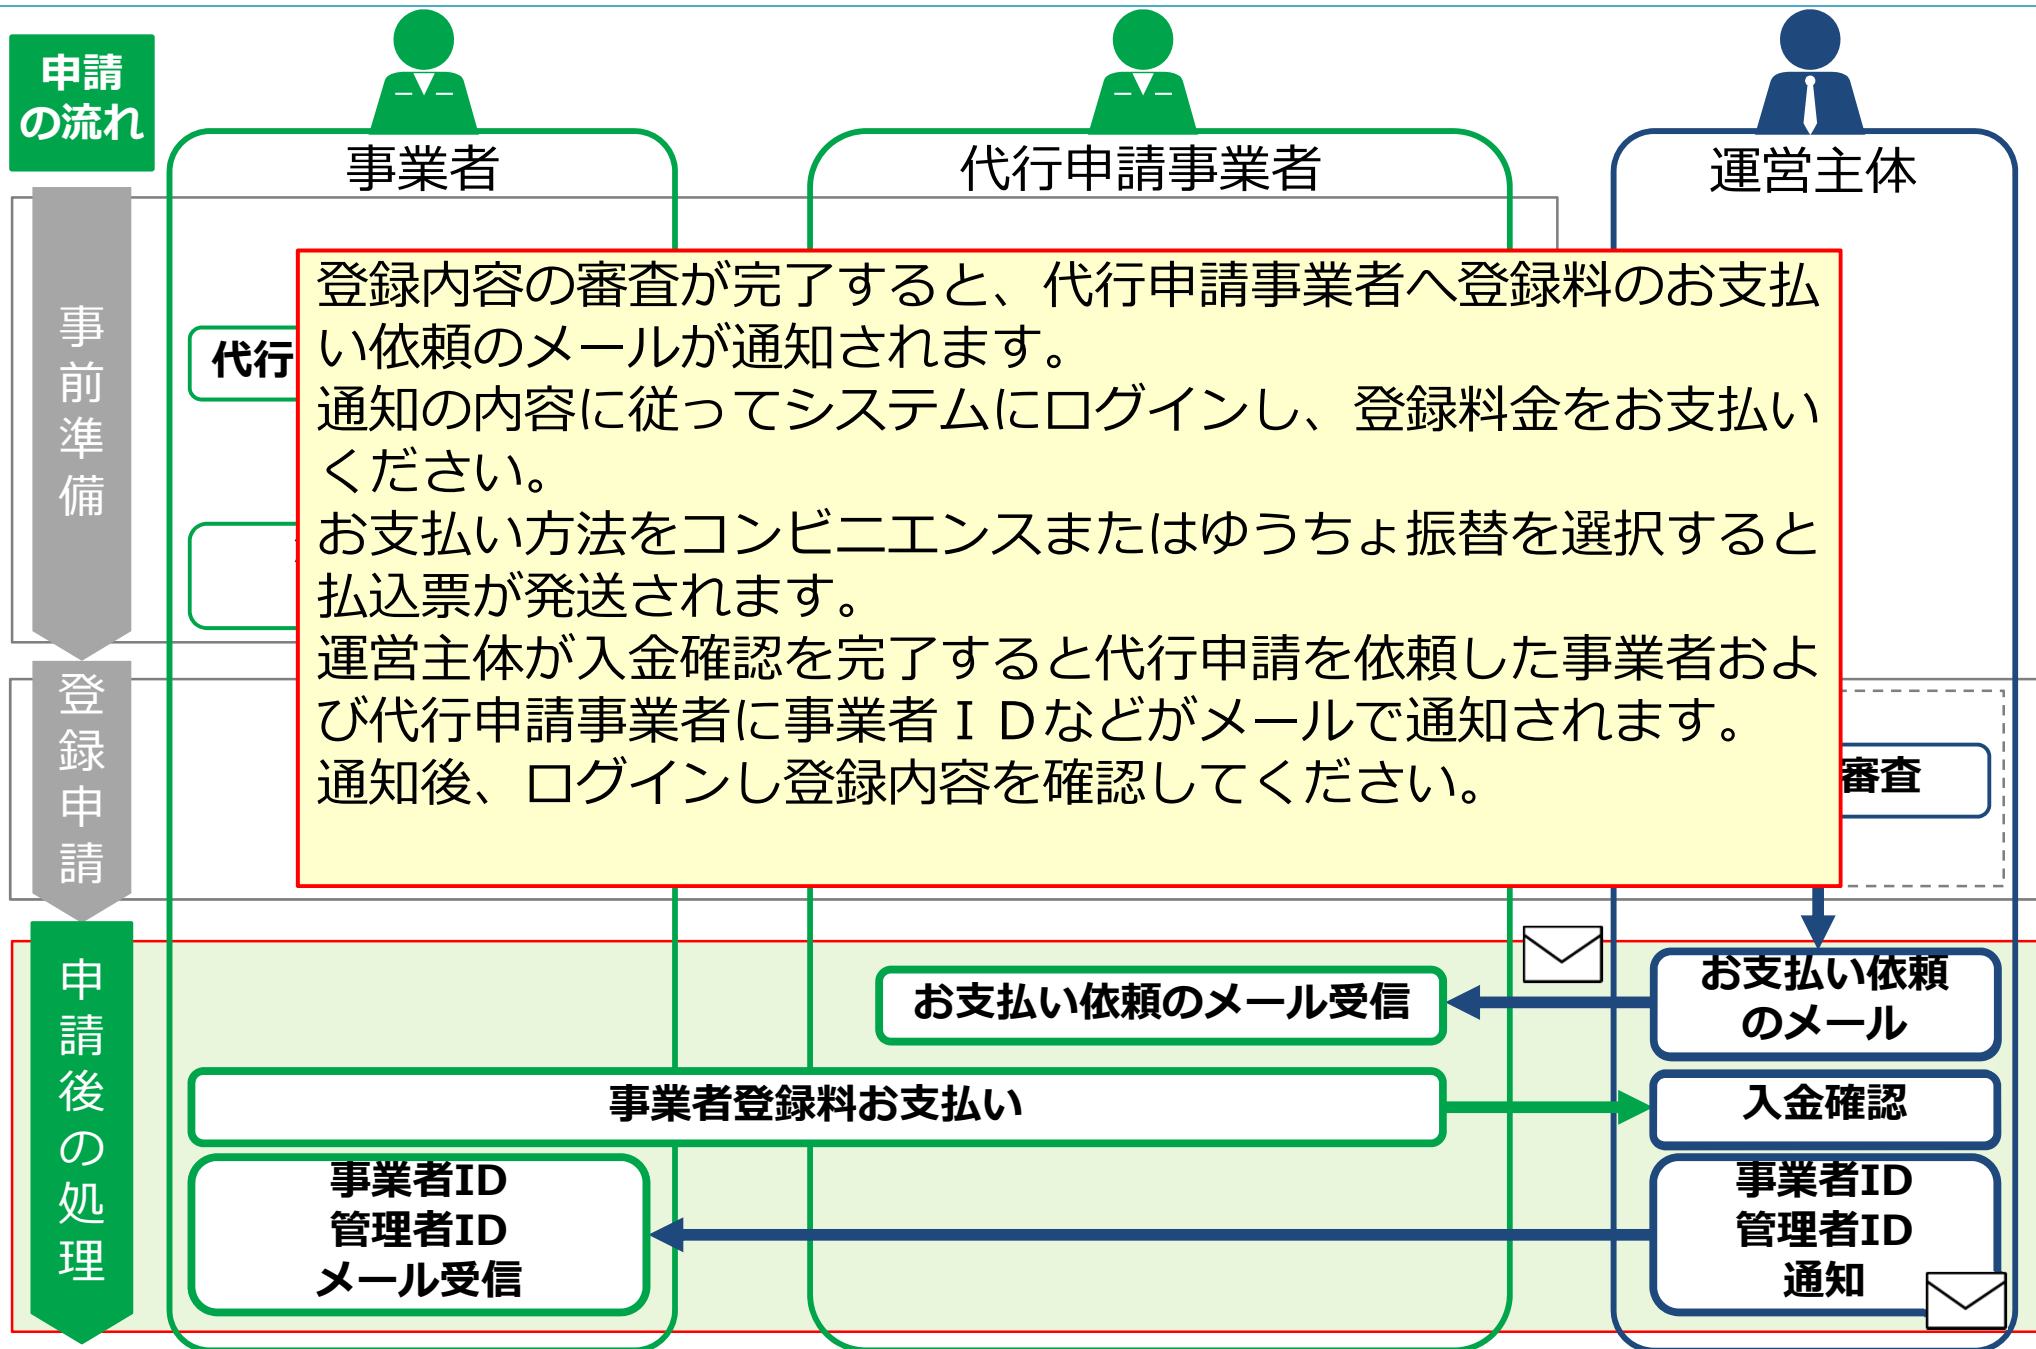 申請
の流れ
事業者
代行申請事業者
運営主体
事前準備
代行
登録内容の審査が完了すると、代行申請事業者へ登録料のお支払
い依頼のメールが通知されます。
通知の内容に従ってシステムにログインし、登録料金をお支払い
ください。
お支払い方法をコンビニエンスまたはゆうちょ振替を選択すると
払込票が発送されます。
運営主体が入金確認を完了すると代行申請を依頼した事業者およ
び代行申請事業者に事業者ＩＤなどがメールで通知されます。
通知後、ログインし登録内容を確認してください。
登録申請
審査
申請後の処理
お支払い依頼のメール受信
お支払い依頼
のメール
事業者登録料お支払い
入金確認
事業者ID
管理者ID
メール受信
事業者ID
管理者ID
通知